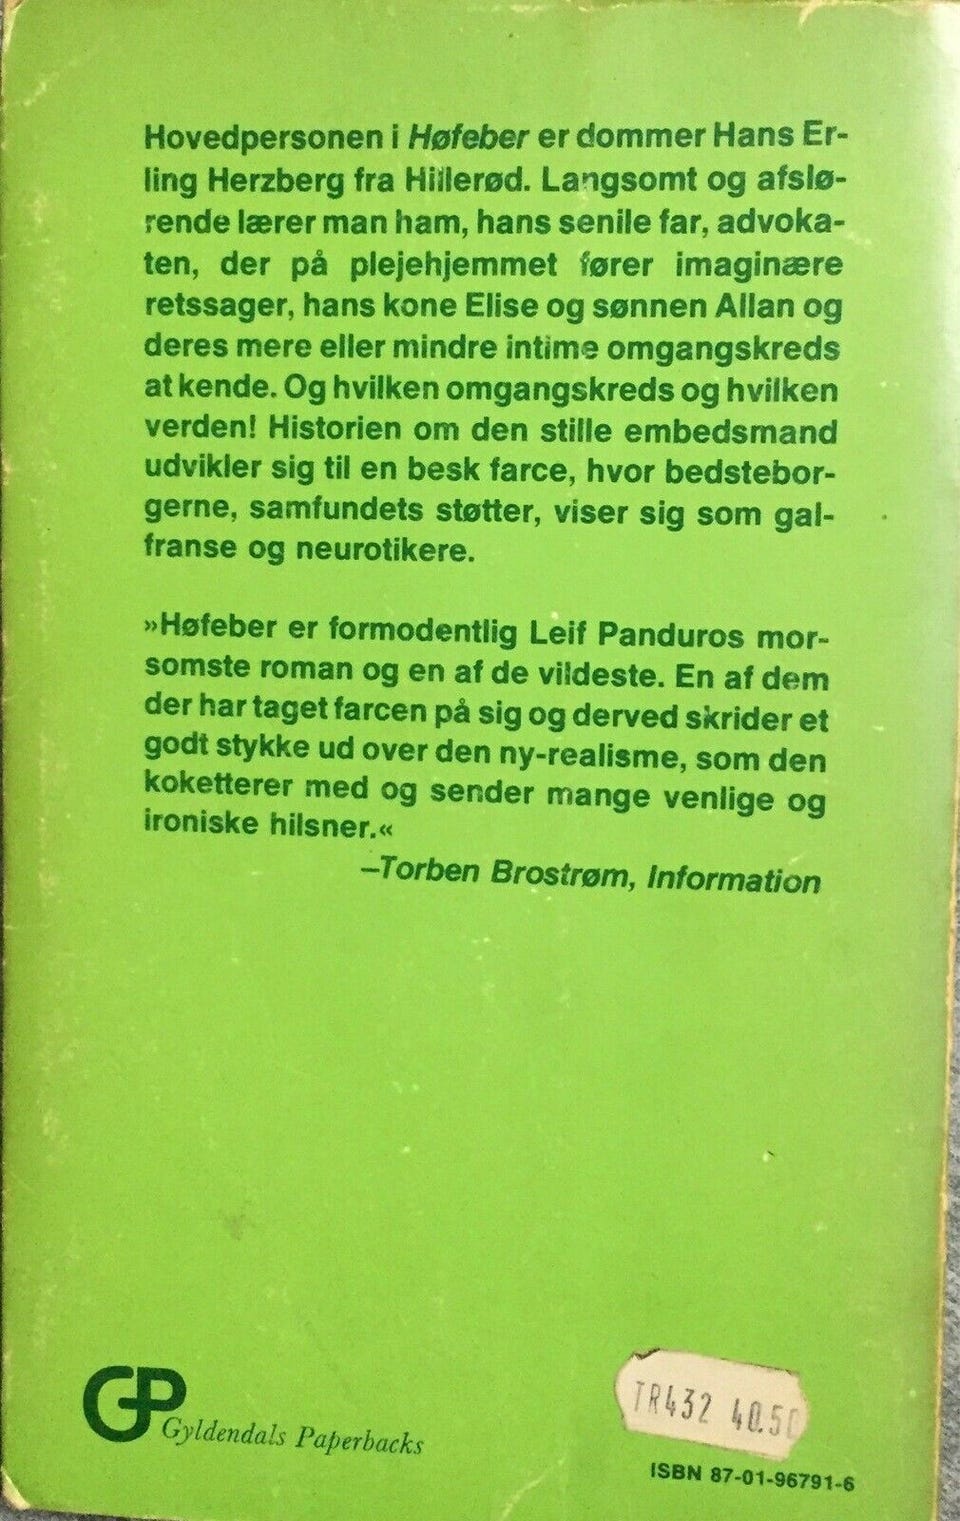 Hovedpersonen i Høfeber er dommer Hans Er-
ling Herzberg fra Hillerød. Langsomt og afslø-
rende lærer man ham, hans senile far, advoka-
ten, der på plejehjemmet fører imaginære
retssager, hans kone Elise og sønnen Allan og
deres mere eller mindre intime omgangskreds
at kende. Og hvilken omgangskreds og hvilken
verden! Historien om den stille embedsmand
udvikler sig til en besk farce, hvor bedstebor-
gerne, samfundets støtter, viser sig som gal-
franse og neurotikere.
»Høfeber er formodentlig Leif Panduros mor-
somste roman og en af de vildeste. En af dem
der har taget farcen på sig og derved skrider et
godt stykke ud over den ny-realisme, som den
koketterer med og sender mange venlige og
ironiske hilsner.«
–Torben Brostrøm, Information
GP
Gyldendals Paperbacks
TR432 40.50
ISBN 87-01-96791-6